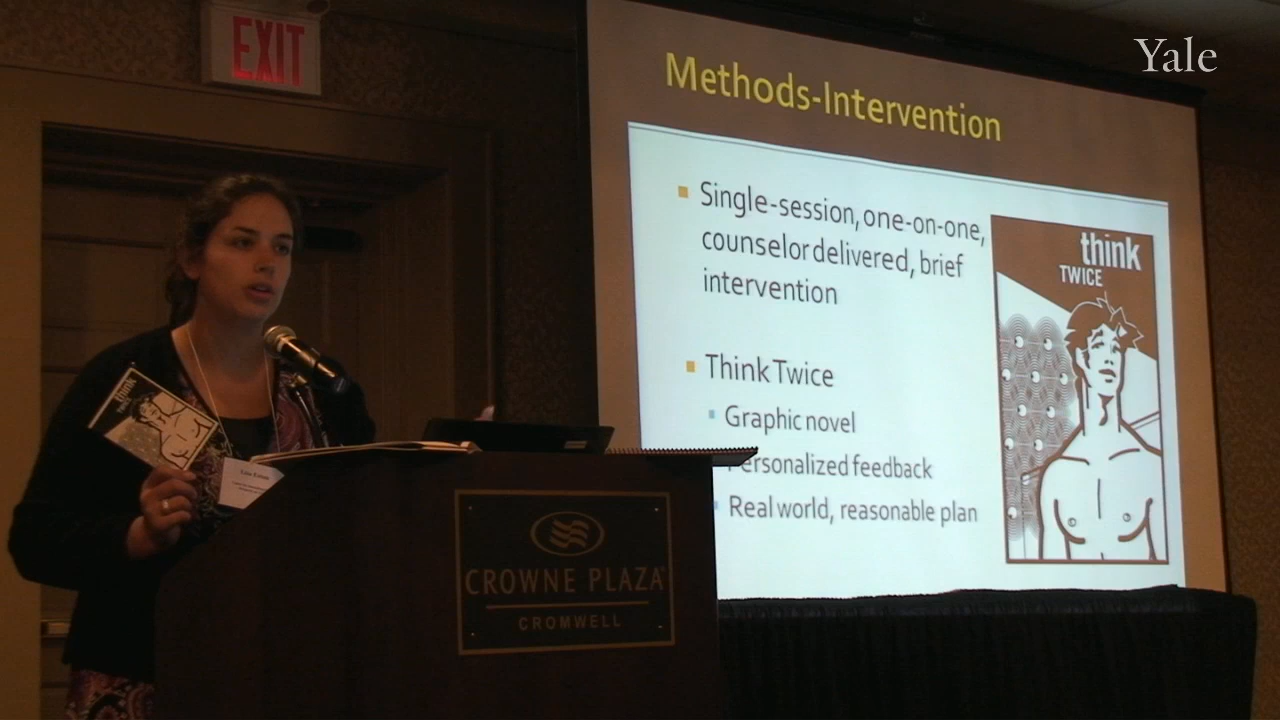 EXIT
Yale
Methods-Intervention
Single-session, one-on-one,
counselor delivered, brief
intervention
Think Twice
Graphic novel
Personalized feedback
Real world, reasonable plan
think
TWICE
think
CROWNE PLAZA
CROMWELL